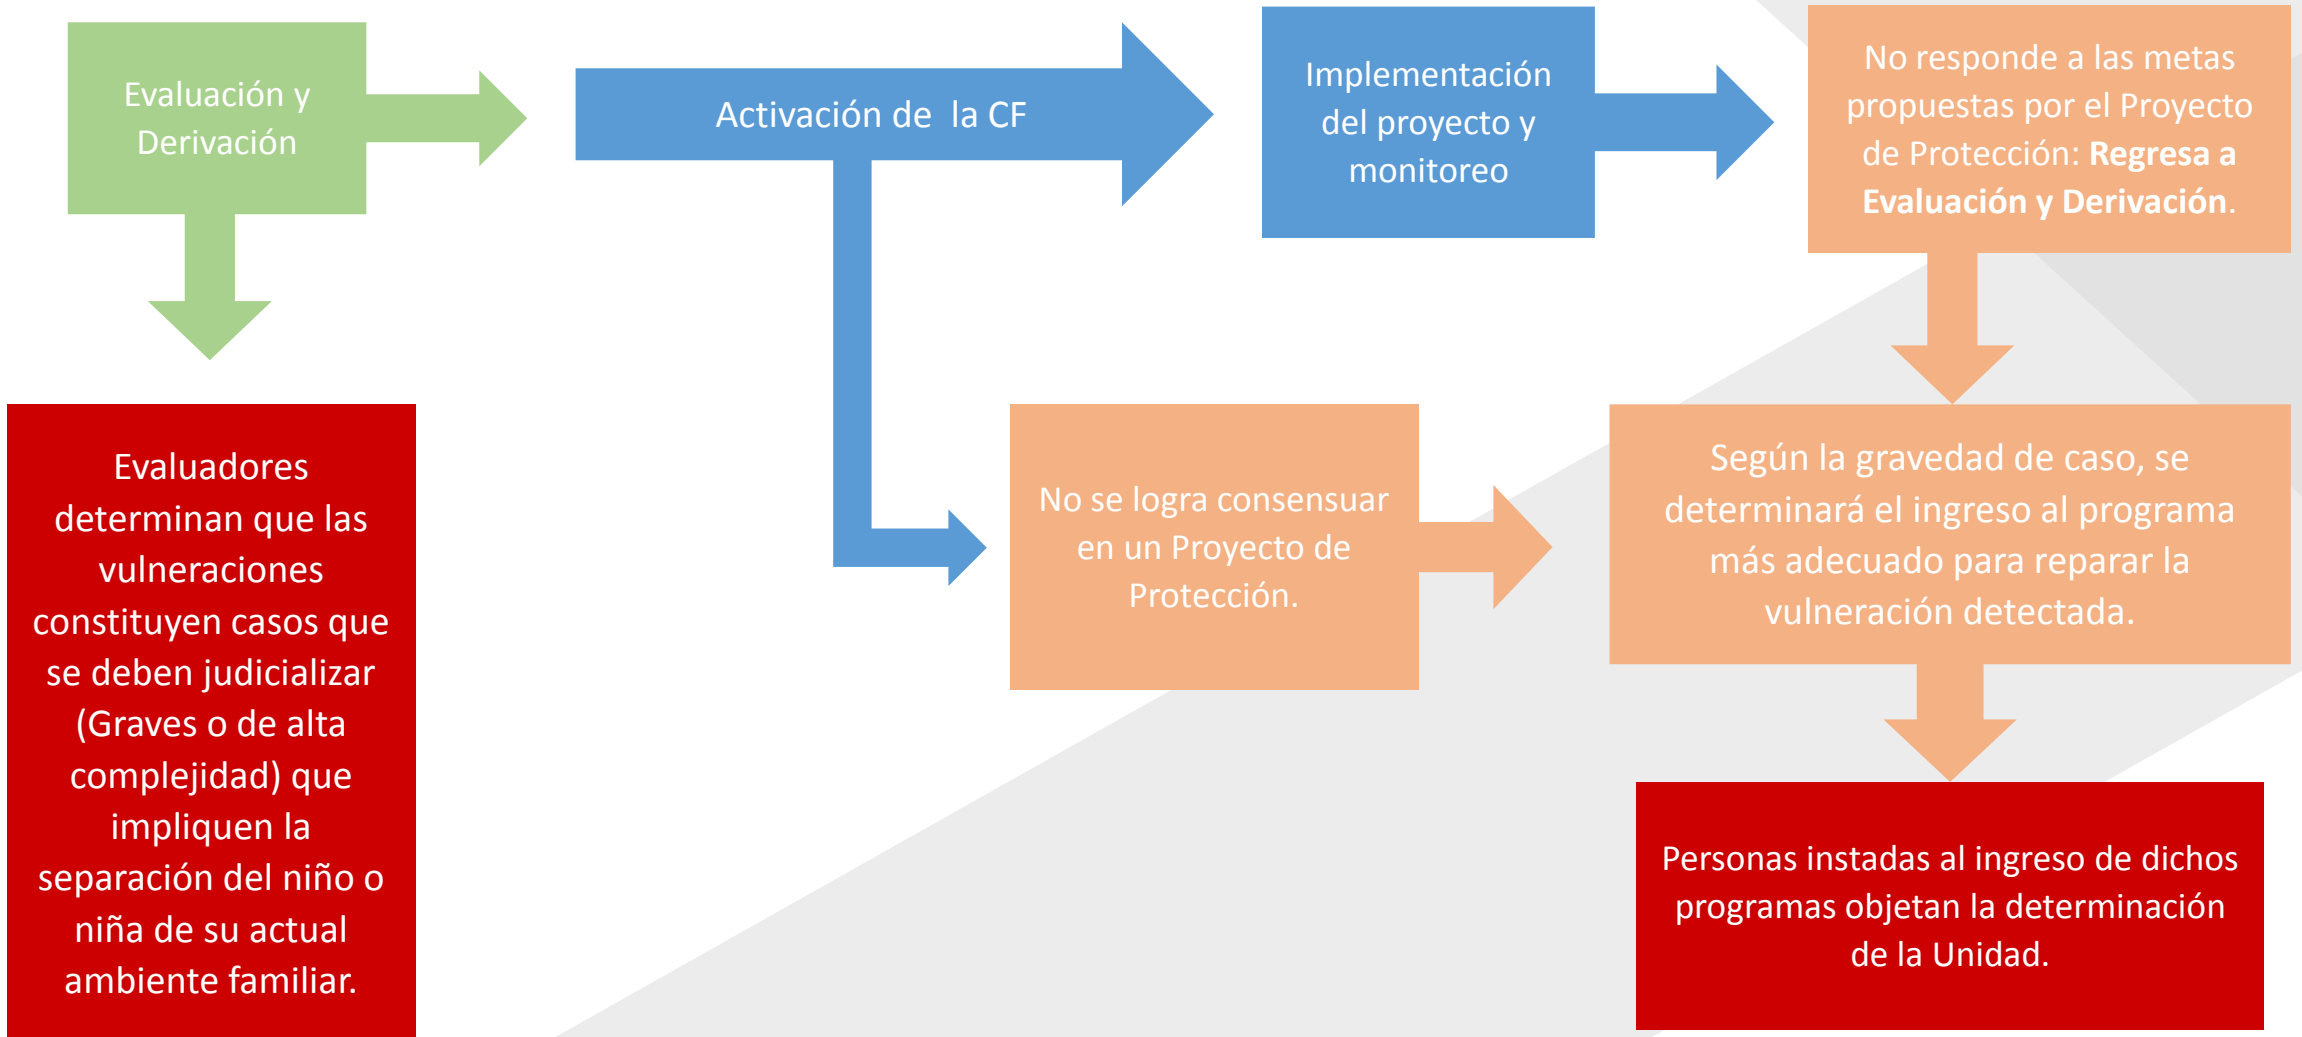 Evaluación y
Derivación
Activación de la CF
Implementación
del proyecto y
monitoreo
No responde a las metas
propuestas por el Proyecto
de Protección: Regresa a
Evaluación y Derivación.
Evaluadores
determinan que las
vulneraciones
constituyen casos que
se deben judicializar
(Graves o de alta
complejidad) que
impliquen la
separación del niño o
niña de su actual
ambiente familiar.
No se logra consensuar
en un Proyecto de
Protección.
Según la gravedad de caso, se
determinará el ingreso al programa
más adecuado para reparar la
vulneración detectada.
Personas instadas al ingreso de dichos
programas objetan la determinación
de la Unidad.